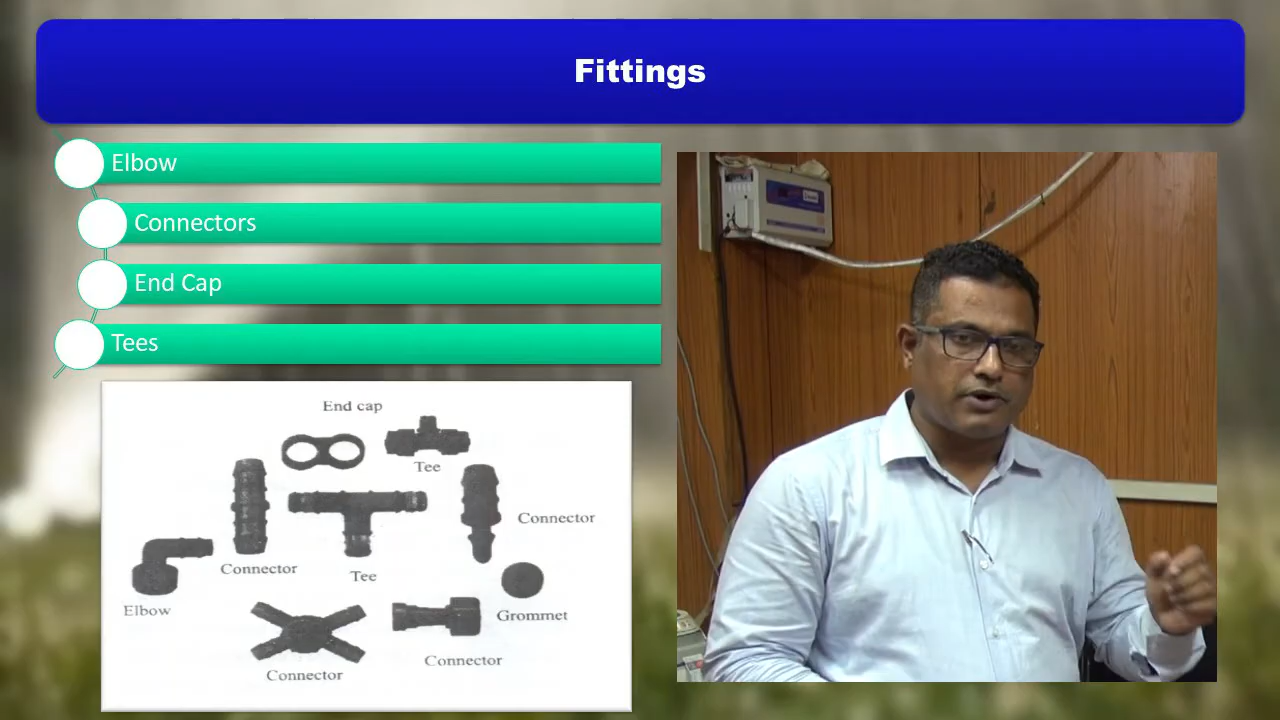 Fittings
Elbow
Connectors
End Cap
Tees
End cap
Tee
Connector
Connector
Tee
Elbow
Grommet
Connector
Connector